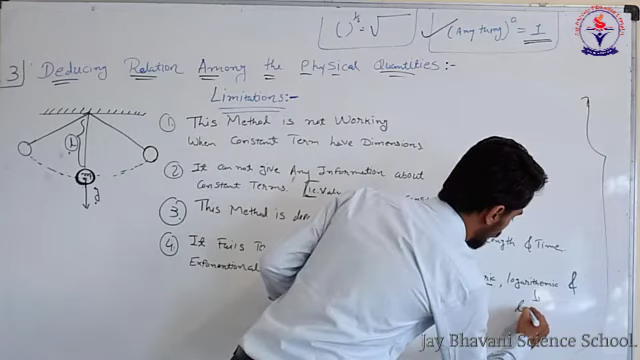 ( )^½ = √
(Any thing)^0 = 1
3 Deducing Relation Among the Physical Quantities :-
Limitations:-
① This Method is not Working
When Constant Term have Dimensions
② It can not give Any Information about
Constant Terms.
③ This Method is
Length & Time
④ It Fails To
, logarithemic &
Exponentional
L
m
g
Jay Bhavani Science School.